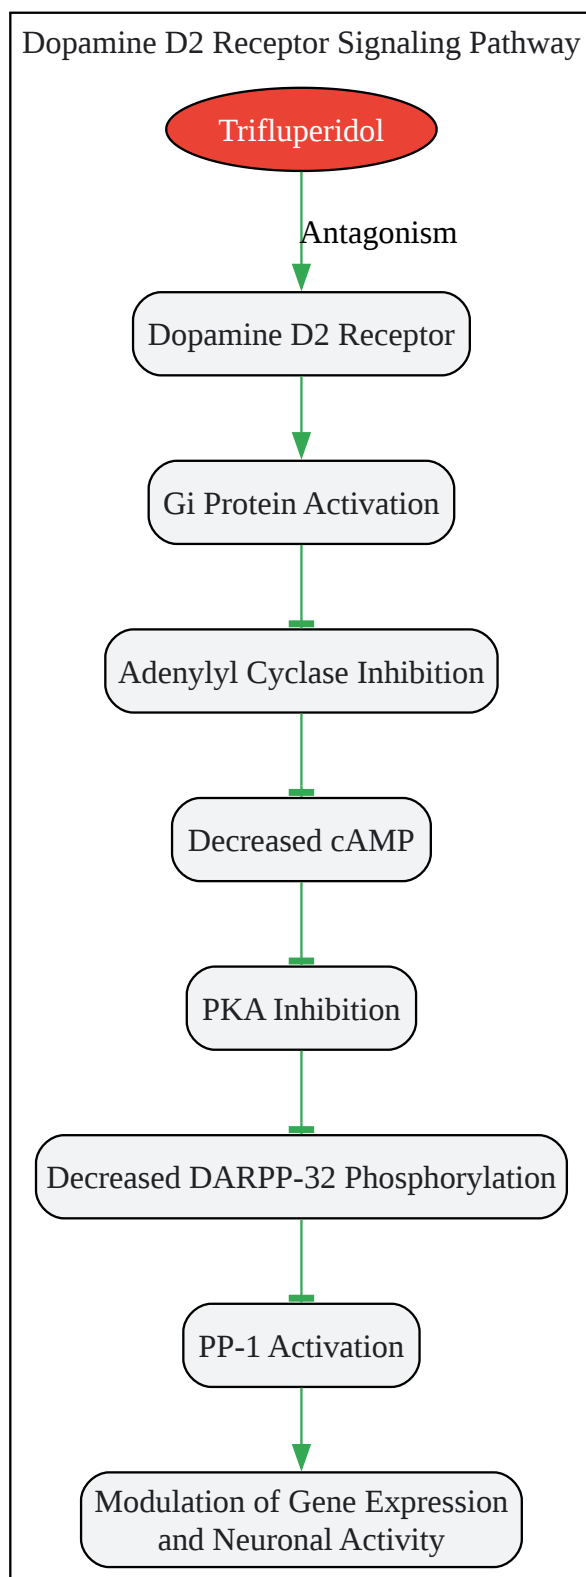 Dopamine D2 Receptor Signaling Pathway
Trifluperidol
Antagonism
Dopamine D2 Receptor
Gi Protein Activation
Adenylyl Cyclase Inhibition
Decreased cAMP
PKA Inhibition
Decreased DARPP-32 Phosphorylation
PP-1 Activation
Modulation of Gene Expression
and Neuronal Activity